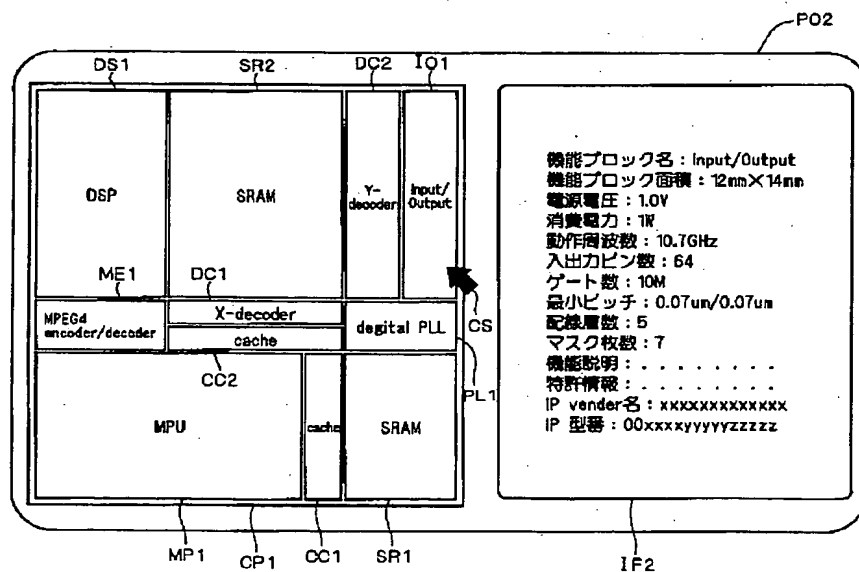 PO2
DS1 SR2 DC2 IO1
DSP
SRAM
Y-
decoder
Input/
Output
ME1 DC1
MPEG4
encoder/decoder
X-decoder
cache
degital PLL
CS
CC2
PL1
MPU
cache
SRAM
MP1 CP1 CC1 SR1
機能ブロック名：Input/Output
機能ブロック面積：12mm×14mm
電源電圧：1.0V
消費電力：1W
動作周波数：10.7GHz
入出力ピン数：64
ゲート数：10M
最小ピッチ：0.07um/0.07um
配線層数：5
マスク枚数：7
機能説明：. . . . . . . .
特許情報：. . . . . . . .
IP vender名：xxxxxxxxxxxxx
IP 型番：00xxxxyyyyyzzzzz
IF2